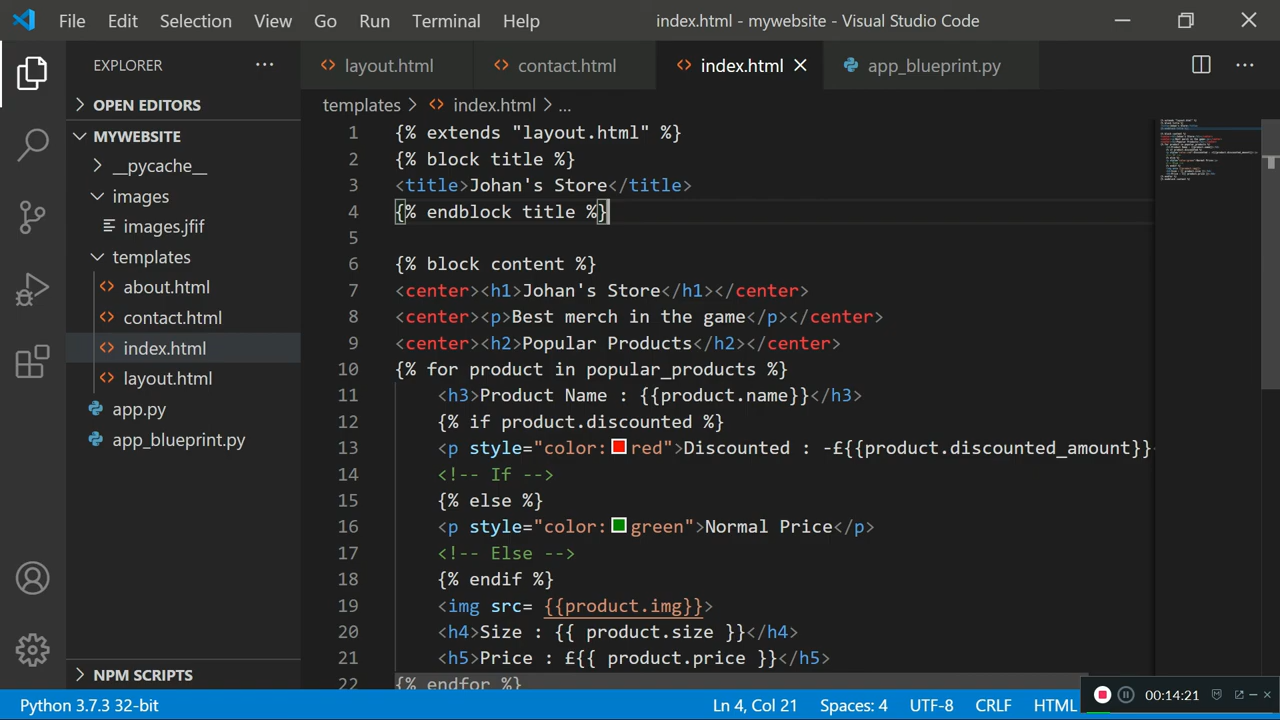 File Edit Selection View Go Run Terminal Help index.html - mywebsite - Visual Studio Code
EXPLORER ...
layout.html contact.html index.html app_blueprint.py ...
OPEN EDITORS
templates > index.html > ...
MYWEBSITE
__pycache__
images
images.jfif
templates
about.html
contact.html
index.html
layout.html
app.py
app_blueprint.py
NPM SCRIPTS
1 {% extends "layout.html" %}
2 {% block title %}
3 <title>Johan's Store</title>
4 {% endblock title %}
5
6 {% block content %}
7 <center><h1>Johan's Store</h1></center>
8 <center><p>Best merch in the game</p></center>
9 <center><h2>Popular Products</h2></center>
10 {% for product in popular_products %}
11 <h3>Product Name : {{product.name}}</h3>
12 {% if product.discounted %}
13 <p style="color:red">Discounted : -£{{product.discounted_amount}}<
14 <!-- If -->
15 {% else %}
16 <p style="color:green">Normal Price</p>
17 <!-- Else -->
18 {% endif %}
19 <img src= {{product.img}}>
20 <h4>Size : {{ product.size }}</h4>
21 <h5>Price : £{{ product.price }}</h5>
22 {% endfor %}
Python 3.7.3 32-bit Ln 4, Col 21 Spaces: 4 UTF-8 CRLF HTML
00:14:21